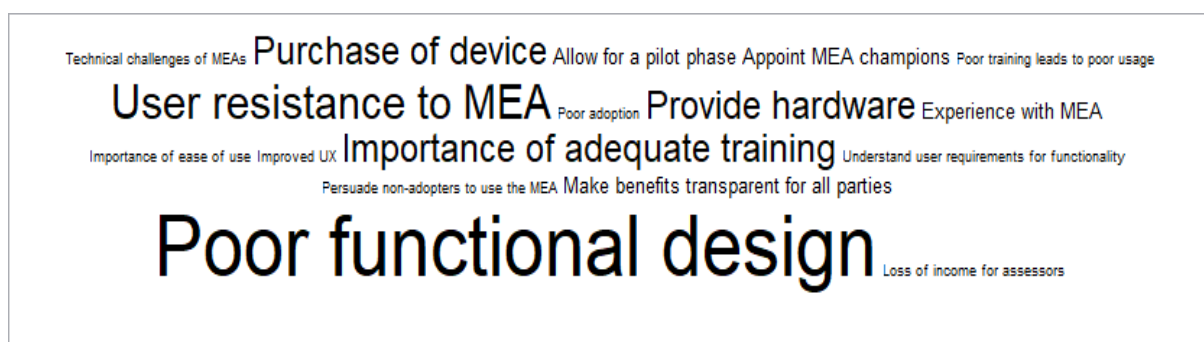 Technical challenges of MEAs Purchase of device Allow for a pilot phase Appoint MEA champions Poor training leads to poor usage
User resistance to MEA Poor adoption Provide hardware Experience with MEA
Importance of ease of use Improved UX Importance of adequate training Understand user requirements for functionality
Persuade non-adopters to use the MEA Make benefits transparent for all parties
Poor functional design Loss of income for assessors